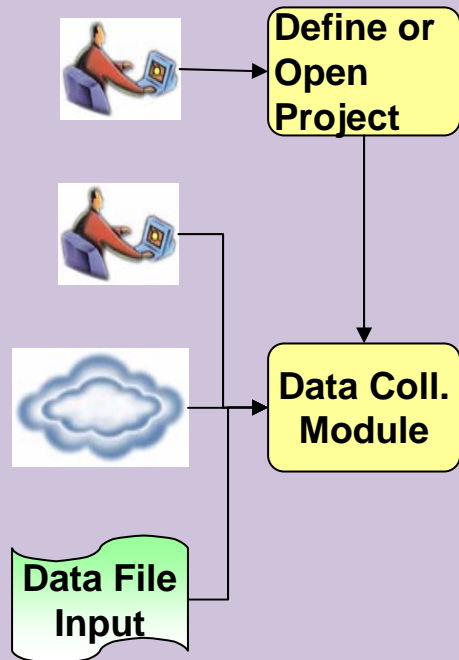 Define or
Open
Project
Data Coll.
Module
Data File
Input